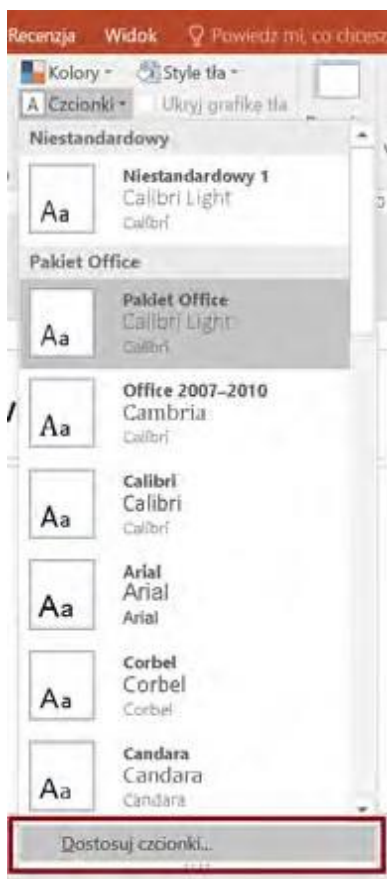 Recenzja Widok Powiedz mi, co chcesz
Kolory Style tła
A Czcionki Ukryj grafikę tła
Niestandardowy
Aa
Niestandardowy 1
Calibri Light
Calibri
Pakiet Office
Aa
Pakiet Office
Calibri Light
Calibri
Aa
Office 2007–2010
Cambria
Calibri
Aa
Calibri
Calibri
Calibri
Aa
Arial
Arial
Arial
Aa
Corbel
Corbel
Corbel
Aa
Candara
Candara
Candara
Dostosuj czcionki...